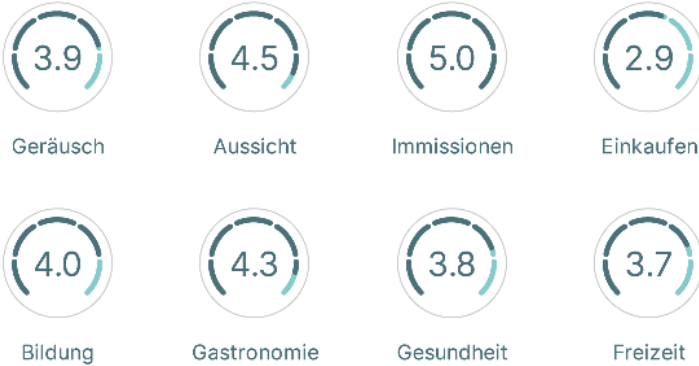 3.9 4.5 5.0 2.9
Geräusch Aussicht Immissionen Einkaufen
4.0 4.3 3.8 3.7
Bildung Gastronomie Gesundheit Freizeit